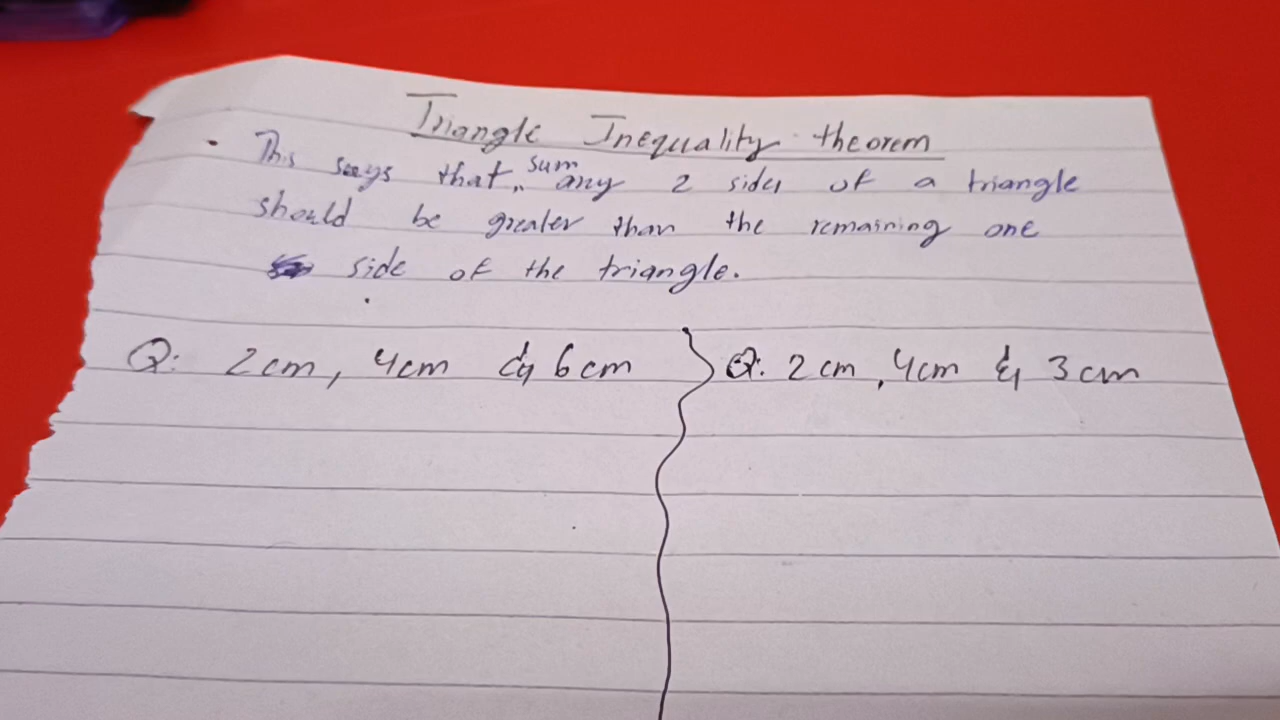 Triangle Inequality theorem
• This says that, sum any 2 sides of a triangle
should be greater than the remaining one
side of the triangle.
Q: 2cm, 4cm & 6cm
Q: 2cm, 4cm & 3cm